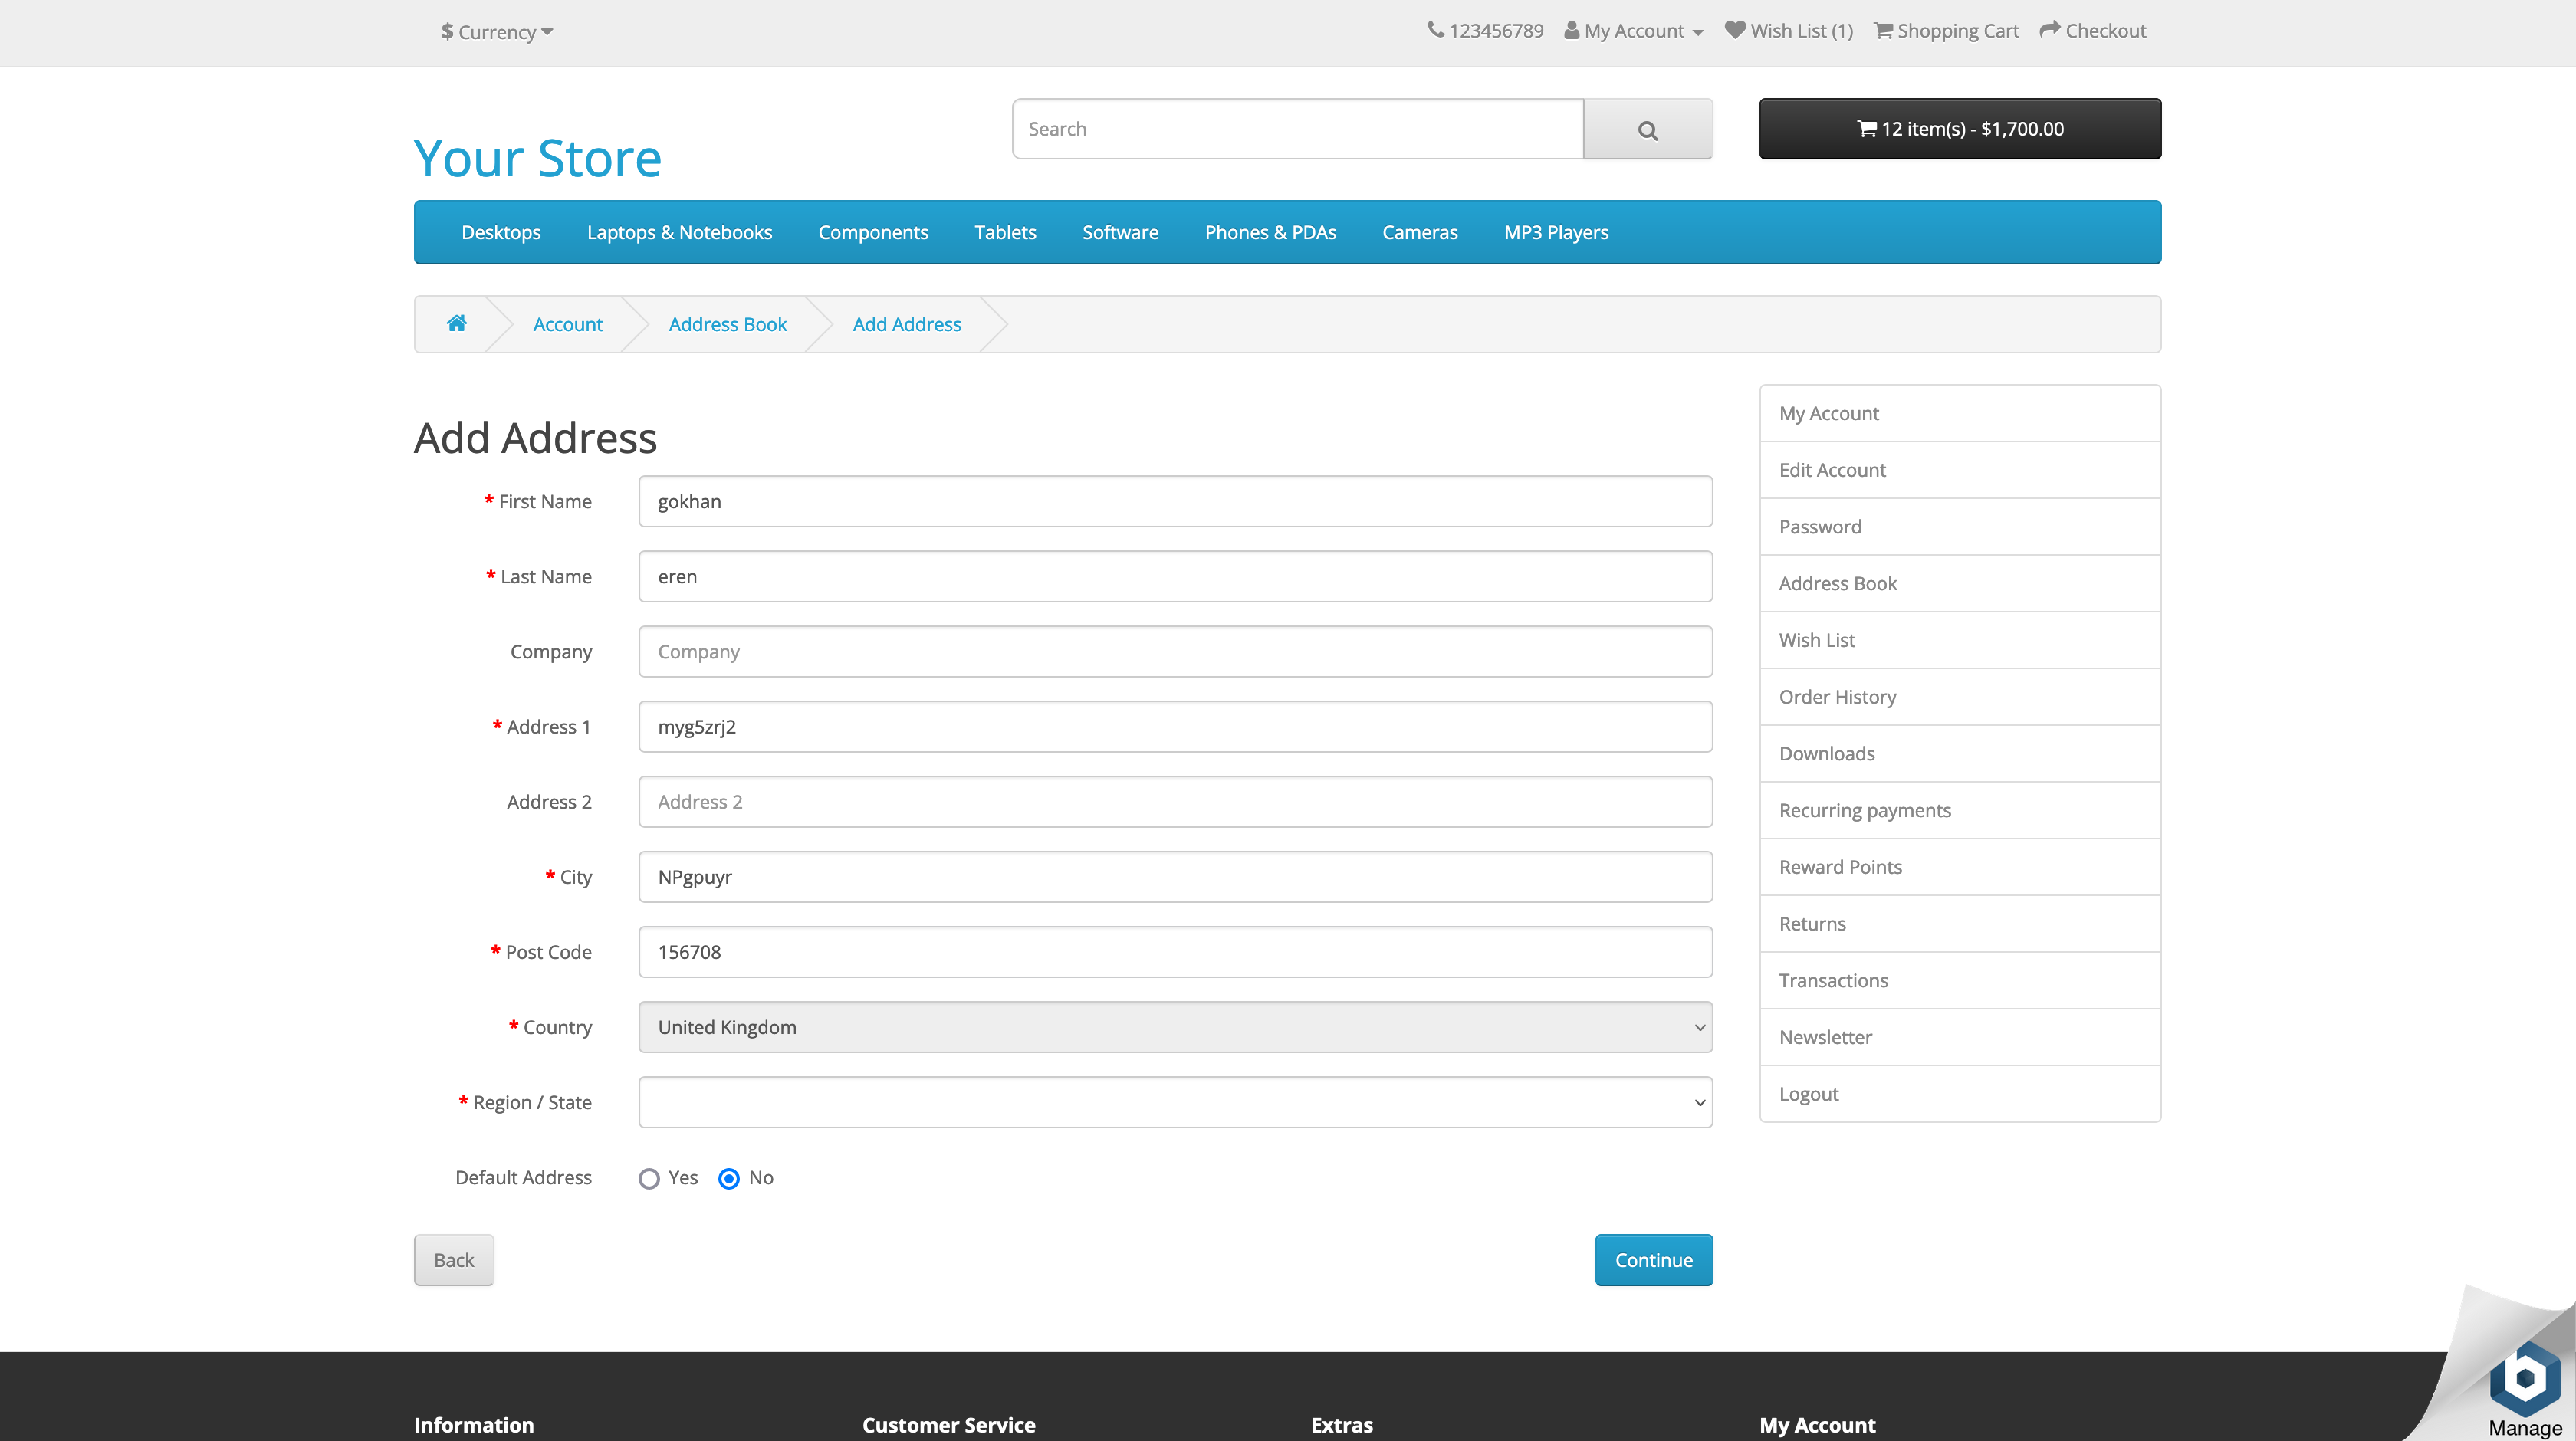 $ Currency
123456789 My Account Wish List (1) Shopping Cart Checkout
Your Store
Search
12 item(s) - $1,700.00
Desktops Laptops & Notebooks Components Tablets Software Phones & PDAs Cameras MP3 Players
Account Address Book Add Address
Add Address
* First Name gokhan
* Last Name eren
Company Company
* Address 1 myg5zrj2
Address 2 Address 2
* City NPgpuyr
* Post Code 156708
* Country United Kingdom
* Region / State
Default Address Yes No
Back Continue
My Account
Edit Account
Password
Address Book
Wish List
Order History
Downloads
Recurring payments
Reward Points
Returns
Transactions
Newsletter
Logout
Information Customer Service Extras My Account
b
Manage